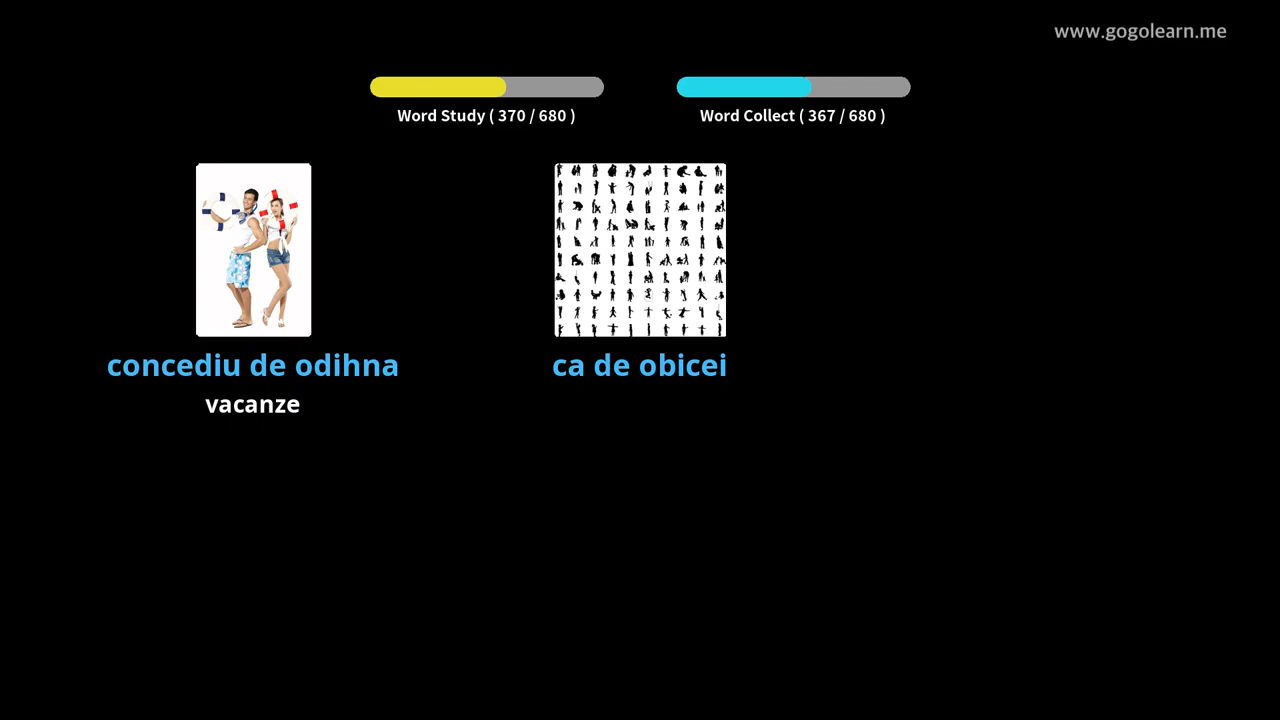 www.gogolearn.me
Word Study ( 370 / 680 )
Word Collect ( 367 / 680 )
concediu de odihna
vacanze
ca de obicei